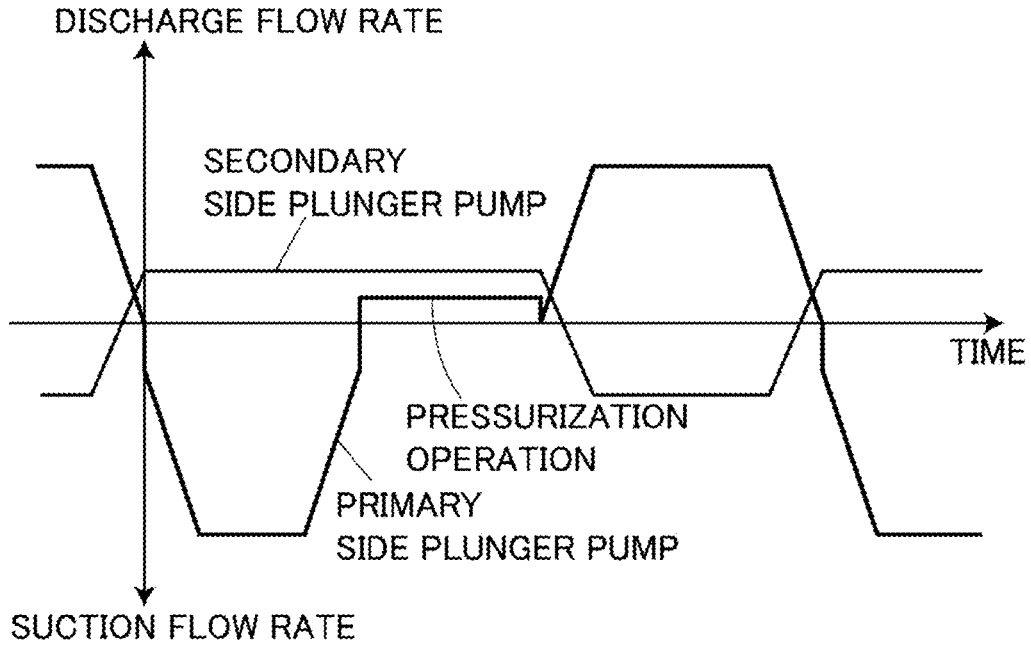 DISCHARGE FLOW RATE
SECONDARY
SIDE PLUNGER PUMP
TIME
PRESSURIZATION
OPERATION
PRIMARY
SIDE PLUNGER PUMP
SUCTION FLOW RATE